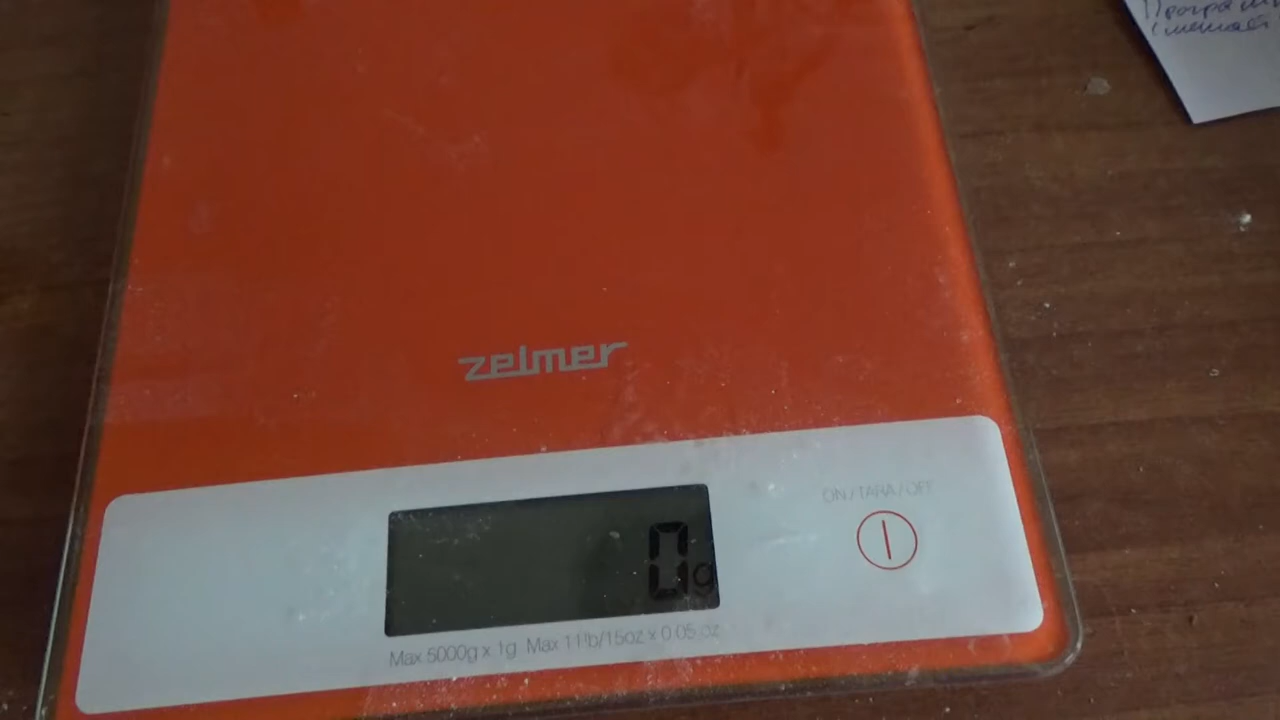 zelmer
ON / TARA / OFF
0g
Max 5000g x 1g Max 11lb/15oz x 0.05 oz